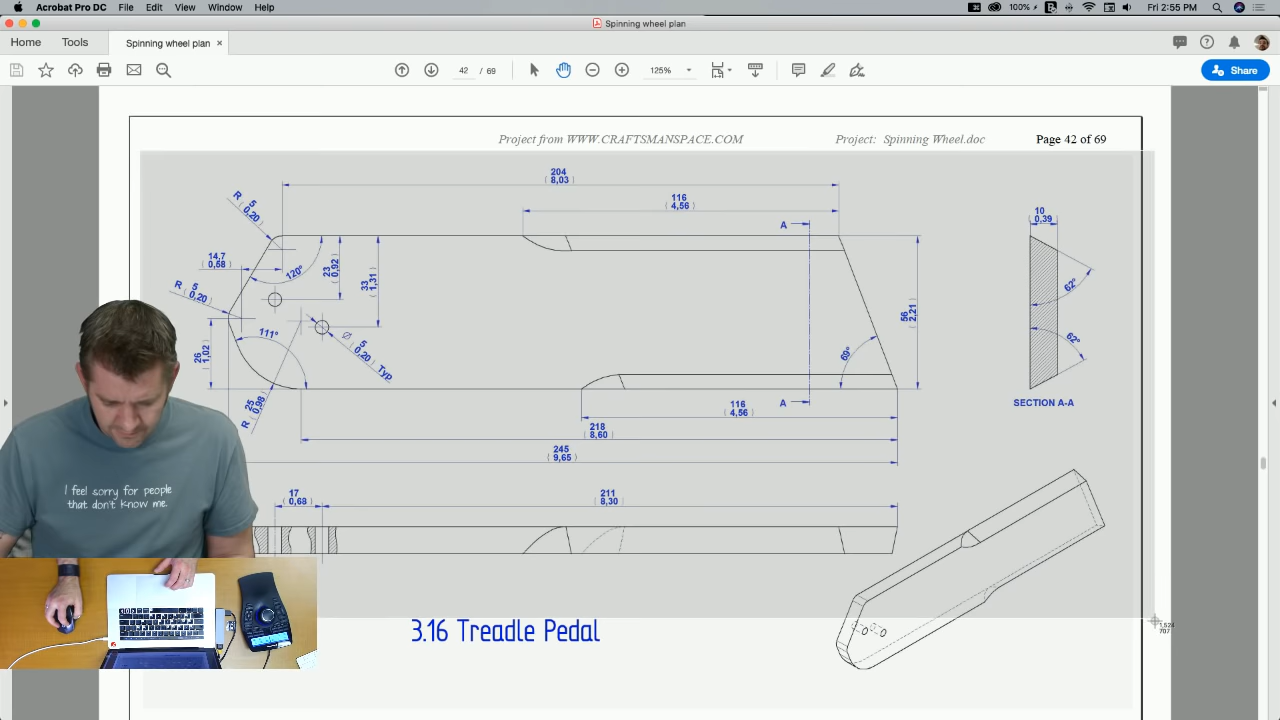 Acrobat Pro DC File Edit View Window Help
100% Fri 2:55 PM
Spinning wheel plan
Home Tools Spinning wheel plan ×
42 / 69 125% Share
Project from WWW.CRAFTSMANSPACE.COM Project: Spinning Wheel.doc Page 42 of 69
204
( 8,03 )
116
( 4,56 )
R ( 5 0,20 )
A
10
( 0,39 )
14,7
( 0,58 )
120°
23
( 0,92 )
33
( 1,31 )
62°
R ( 5 0,20 )
56
( 2,21 )
26
( 1,02 )
111°
Ø ( 5 0,20 ) Typ.
69°
62°
R ( 25 0,98 )
A
SECTION A-A
116
( 4,56 )
218
( 8,60 )
245
( 9,65 )
17
( 0,68 )
211
( 8,30 )
I feel sorry for people
that don't know me.
3.16 Treadle Pedal
1,524
707